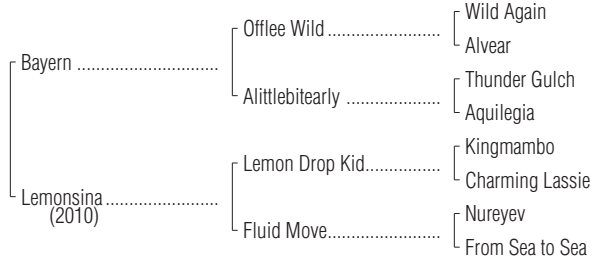 Wild Again
Offlee Wild ........................
Alvear
Bayern ..............................
Thunder Gulch
Alittlebitearly ....................
Aquilegia
Kingmambo
Lemon Drop Kid................
Charming Lassie
Lemonsina........................
(2010)
Nureyev
Fluid Move........................
From Sea to Sea